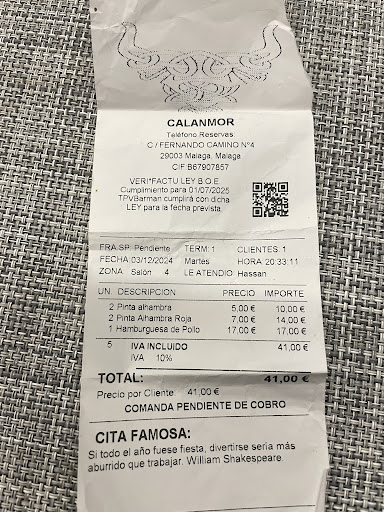 CALANMOR
Teléfono Reservas:
C / FERNANDO CAMINO Nº4
29003 Malaga, Malaga
CIF:B67907857
VERI*FACTU LEY B.O.E.
Cumplimiento para 01/07/2025
TPVBarman cumplirá con dicha
LEY para la fecha prevista.
FRA.SP: Pendiente TERM: 1 CLIENTES: 1
FECHA: 03/12/2024 Martes HORA: 20:33:11
ZONA Salón 4 LE ATENDIO: Hassan
UN. DESCRIPCION PRECIO IMPORTE
2 Pinta alhambra 5,00 € 10,00 €
2 Pinta Alhambra Roja 7,00 € 14,00 €
1 Hamburguesa de Pollo 17,00 € 17,00 €
5 IVA INCLUIDO 41,00 €
IVA 10%
TOTAL: 41,00 €
Precio por Cliente 41,00 €
COMANDA PENDIENTE DE COBRO
CITA FAMOSA:
Si todo el año fuese fiesta, divertirse seria más
aburrido que trabajar. William Shakespeare.